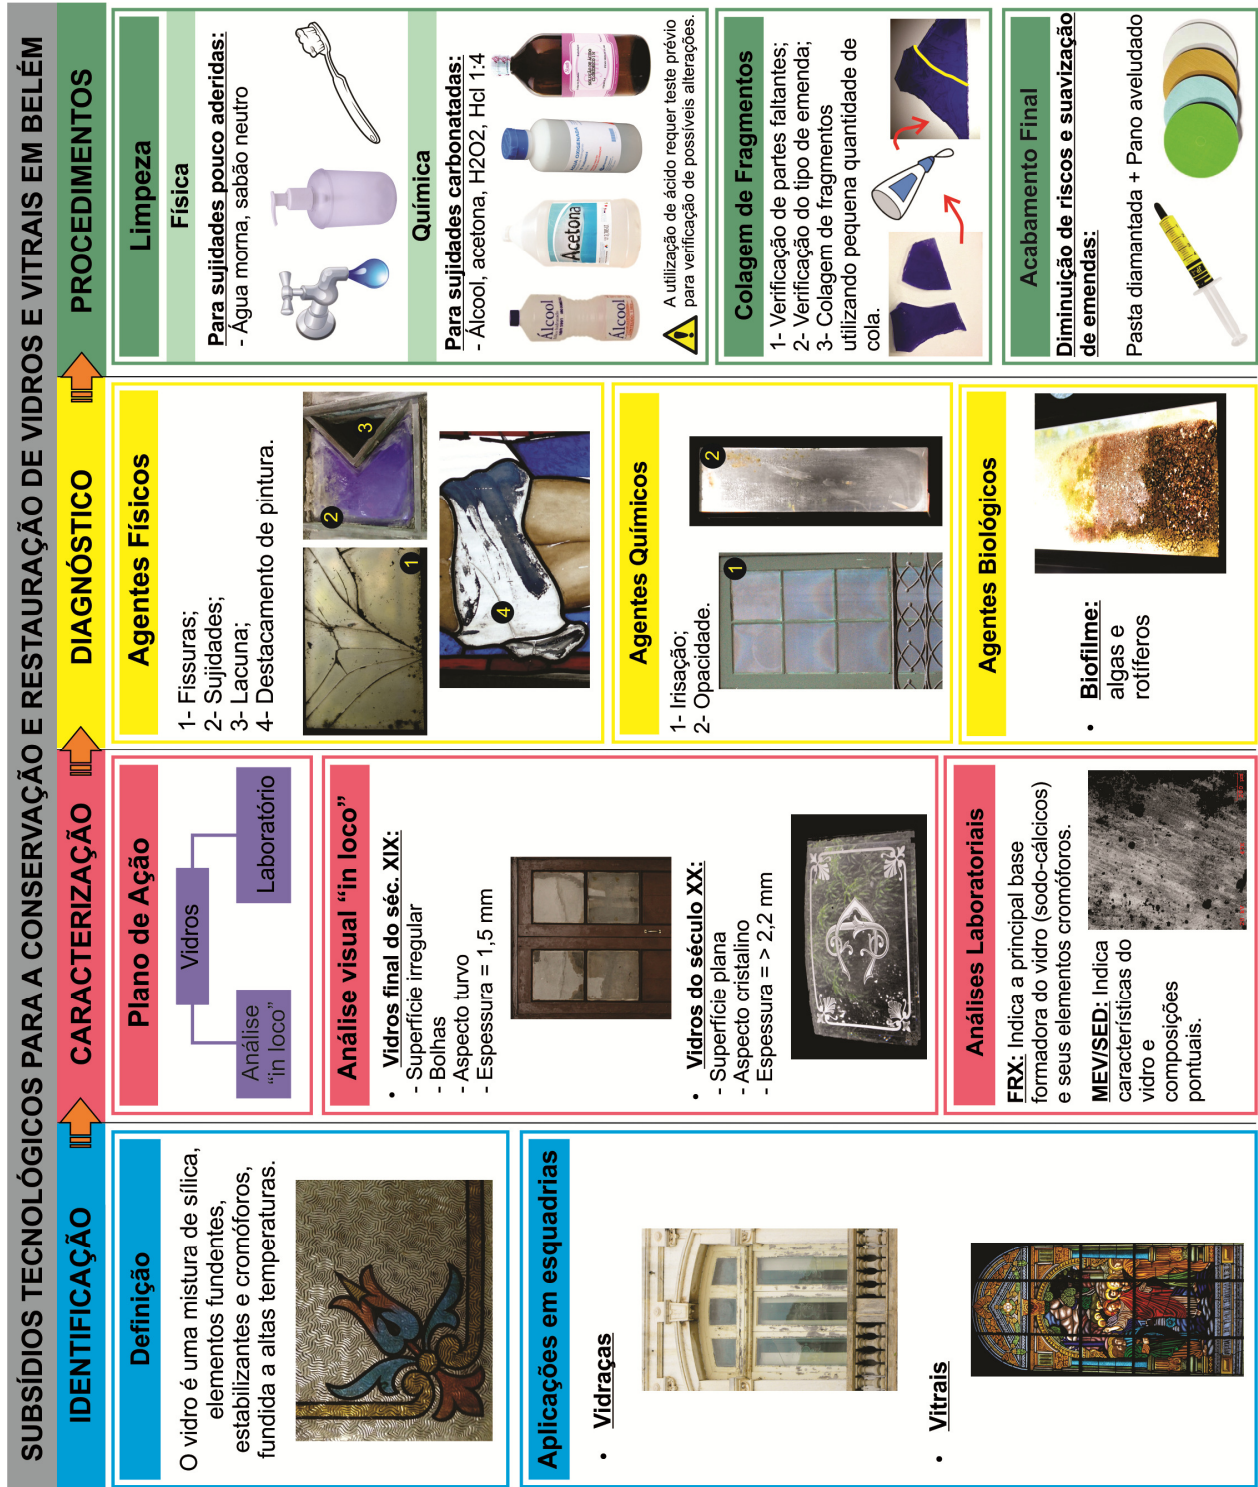 SUBSÍDIOS TECNOLÓGICOS PARA A CONSERVAÇÃO E RESTAURAÇÃO DE VIDROS E VITRAIS EM BELÉM
IDENTIFICAÇÃO
Definição
O vidro é uma mistura de sílica,
elementos fundentes,
estabilizantes e cromóforos,
fundida a altas temperaturas.
Aplicações em esquadrias
• Vidraças
• Vitrais
CARACTERIZAÇÃO
Plano de Ação
Vidros
Análise
“in loco”
Laboratório
Análise visual “in loco”
• Vidros final do séc. XIX:
- Superfície irregular
- Bolhas
- Aspecto turvo
- Espessura = 1,5 mm
• Vidros do século XX:
- Superfície plana
- Aspecto cristalino
- Espessura = > 2,2 mm
Análises Laboratoriais
FRX: Indica a principal base
formadora do vidro (sodo-cálcicos)
e seus elementos cromóforos.
MEV/SED: Indica
características do
vidro e
composições
pontuais.
DIAGNÓSTICO
Agentes Físicos
1- Fissuras;
2- Sujidades;
3- Lacuna;
4- Destacamento de pintura.
1
2
3
4
Agentes Químicos
1- Irisação;
2- Opacidade.
1
2
Agentes Biológicos
• Biofilme:
algas e
rotíferos
PROCEDIMENTOS
Limpeza
Física
Para sujidades pouco aderidas:
- Água morna, sabão neutro
Química
Para sujidades carbonatadas:
- Álcool, acetona, H2O2, Hcl 1:4
Álcool
Álcool
Acetona
A utilização de ácido requer teste prévio
para verificação de possíveis alterações.
Colagem de Fragmentos
1- Verificação de partes faltantes;
2- Verificação do tipo de emenda;
3- Colagem de fragmentos
utilizando pequena quantidade de
cola.
Acabamento Final
Diminuição de riscos e suavização
de emendas:
Pasta diamantada + Pano aveludado